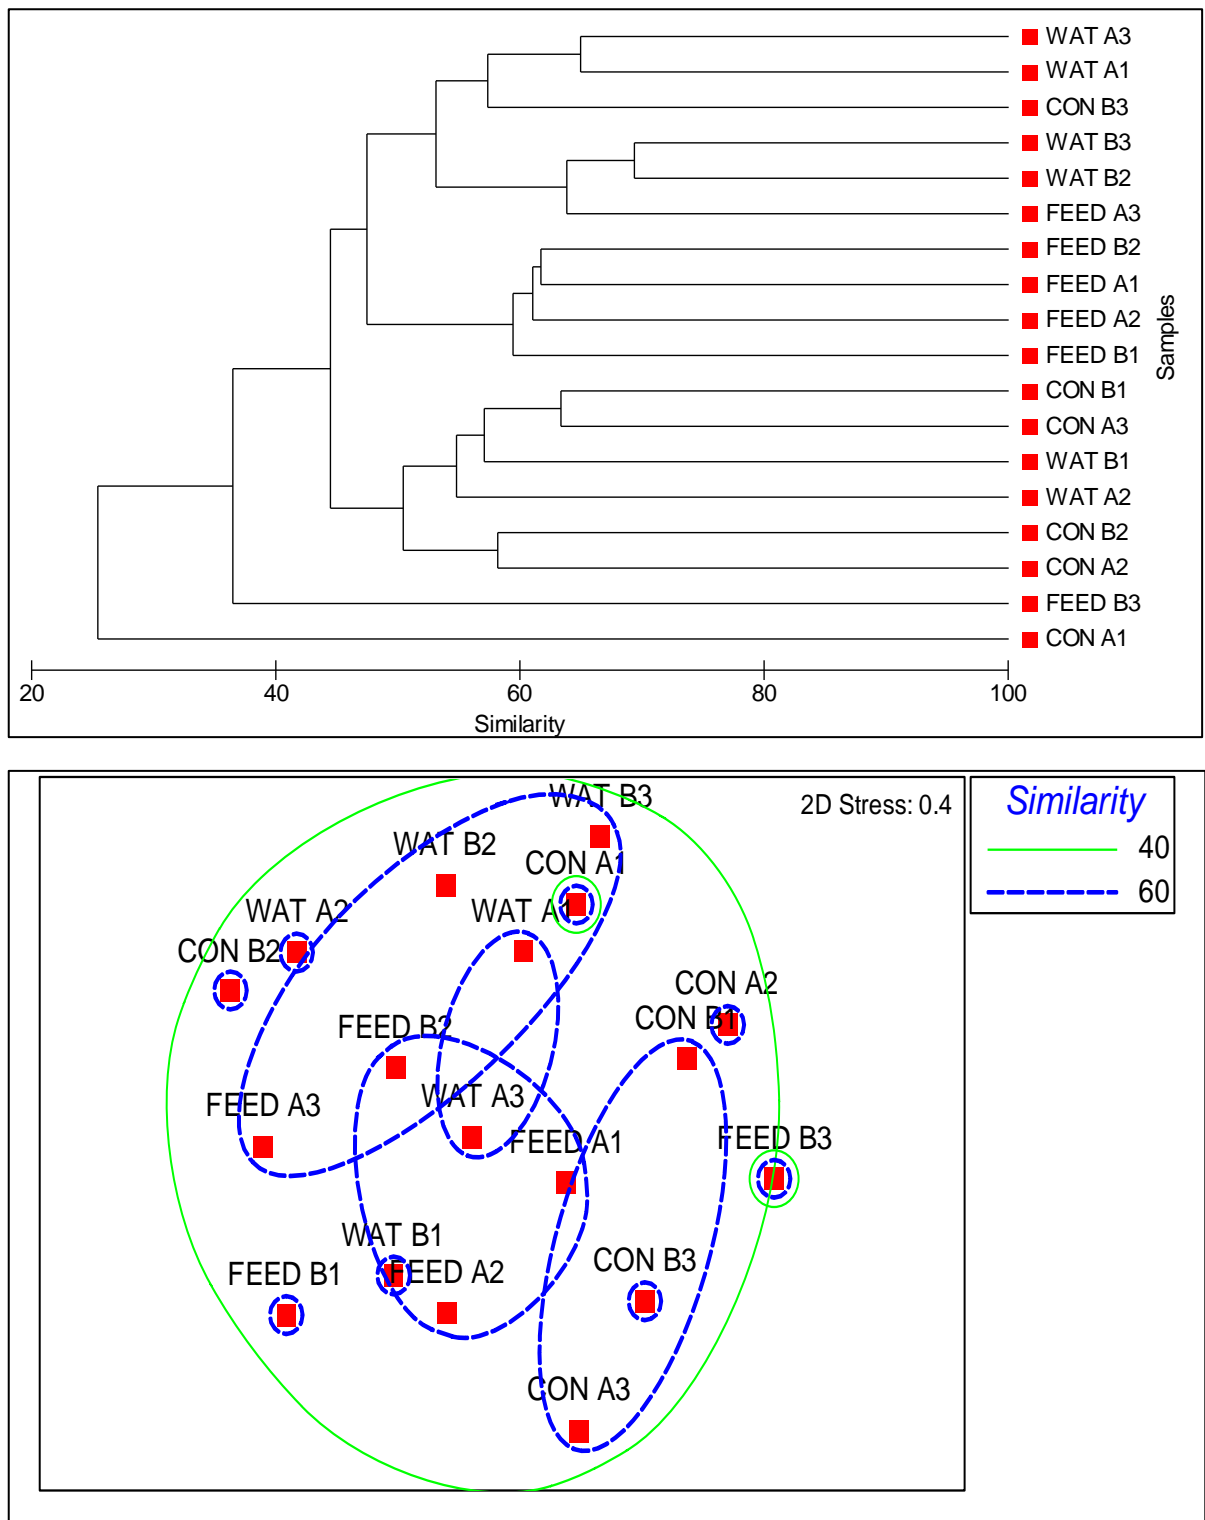 WAT A3
WAT A1
CON B3
WAT B3
WAT B2
FEED A3
FEED B2
FEED A1
FEED A2
FEED B1
CON B1
CON A3
WAT B1
WAT A2
CON B2
CON A2
FEED B3
CON A1
Samples
20 40 60 80 100
Similarity
2D Stress: 0.4
Similarity
40
60
WAT B3
WAT B2
CON A1
WAT A2
WAT A1
CON B2
CON A2
CON B1
FEED B2
WAT A3
FEED A3
FEED A1
FEED B3
WAT B1
FEED B1
FEED A2
CON B3
CON A3